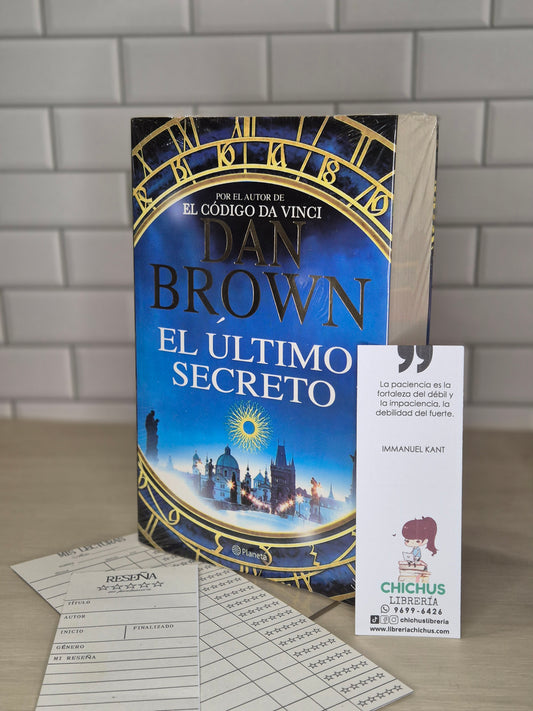 POR EL AUTOR DE
EL CÓDIGO DA VINCI
DAN
BROWN
EL ÚLTIMO
SECRETO
Planeta
La paciencia es la
fortaleza del débil y
la impaciencia, la
debilidad del fuerte.
IMMANUEL KANT
CHICHUS
LIBRERÍA
9699-6426
chichuslibreria
www.libreriachichus.com
MIS LECTURAS
RESEÑA
TÍTULO
AUTOR
INICIO
FINALIZADO
GÉNERO
MI RESEÑA